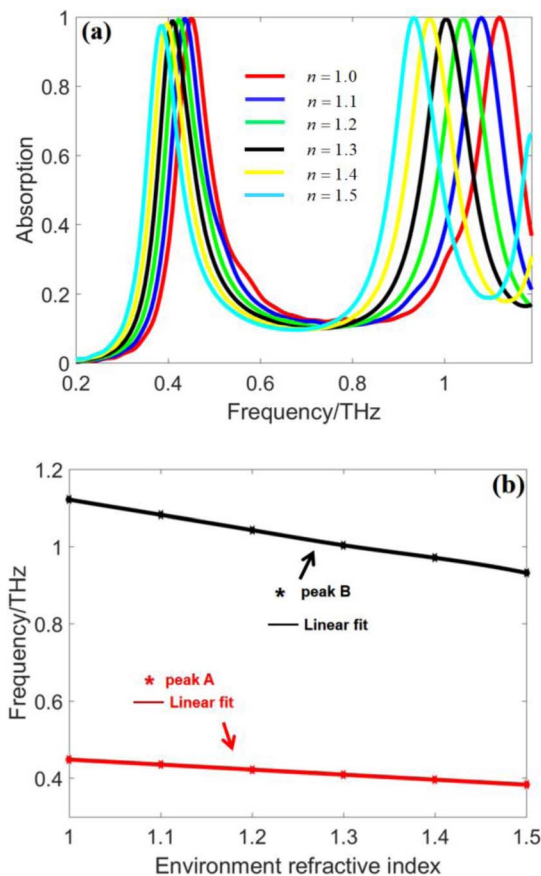 (a)
1
0.8
0.6
0.4
0.2
0
Absorption
n = 1.0
n = 1.1
n = 1.2
n = 1.3
n = 1.4
n = 1.5
0.2 0.4 0.6 0.8 1
Frequency/THz
(b)
1.2
1
0.8
0.6
0.4
Frequency/THz
* peak B
Linear fit
* peak A
Linear fit
1 1.1 1.2 1.3 1.4 1.5
Environment refractive index